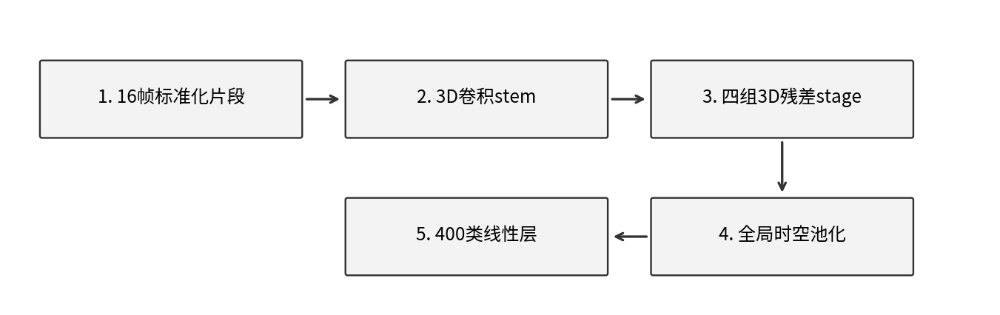 1. 16帧标准化片段
2. 3D卷积stem
3. 四组3D残差stage
4. 全局时空池化
5. 400类线性层